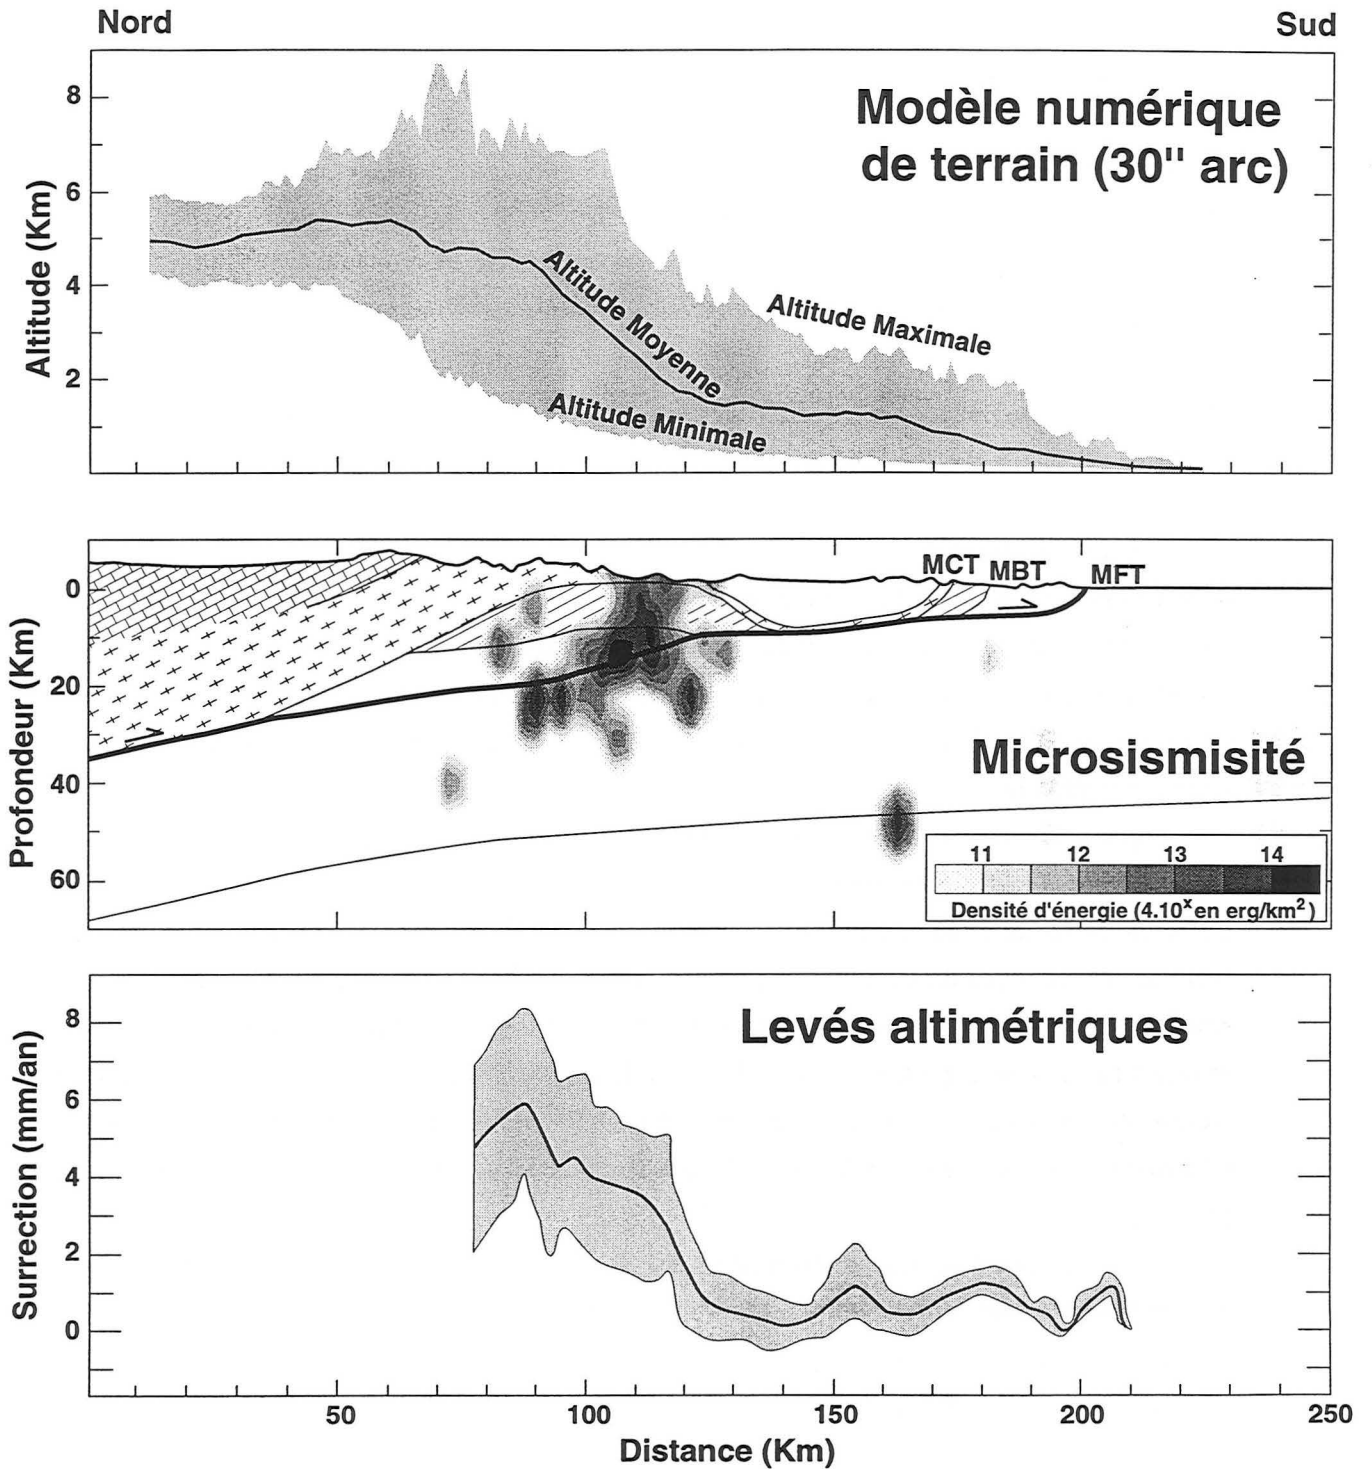 Nord
Sud
Modèle numérique
de terrain (30" arc)
Altitude (Km)
8
6
4
2
Altitude Moyenne
Altitude Maximale
Altitude Minimale
MCT
MBT
MFT
Profondeur (Km)
0
20
40
60
Microsismisité
11
12
13
14
Densité d'énergie (4.10^x en erg/km²)
Levés altimétriques
Surrection (mm/an)
8
6
4
2
0
50
100
150
200
250
Distance (Km)